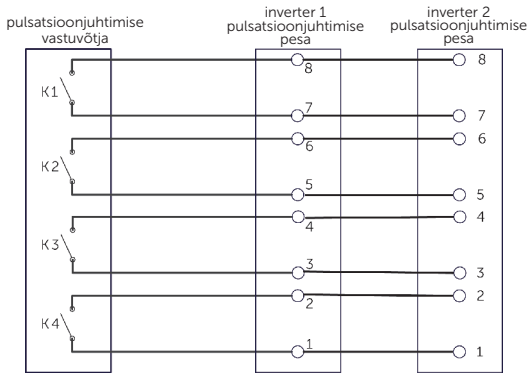 pulsatsioonjuhtimise
vastuvõtja
inverter 1
pulsatsioonjuhtimise
pesa
inverter 2
pulsatsioonjuhtimise
pesa
8 8
K1
7 7
6 6
K2
5 5
4 4
K3
3 3
2 2
K4
1 1